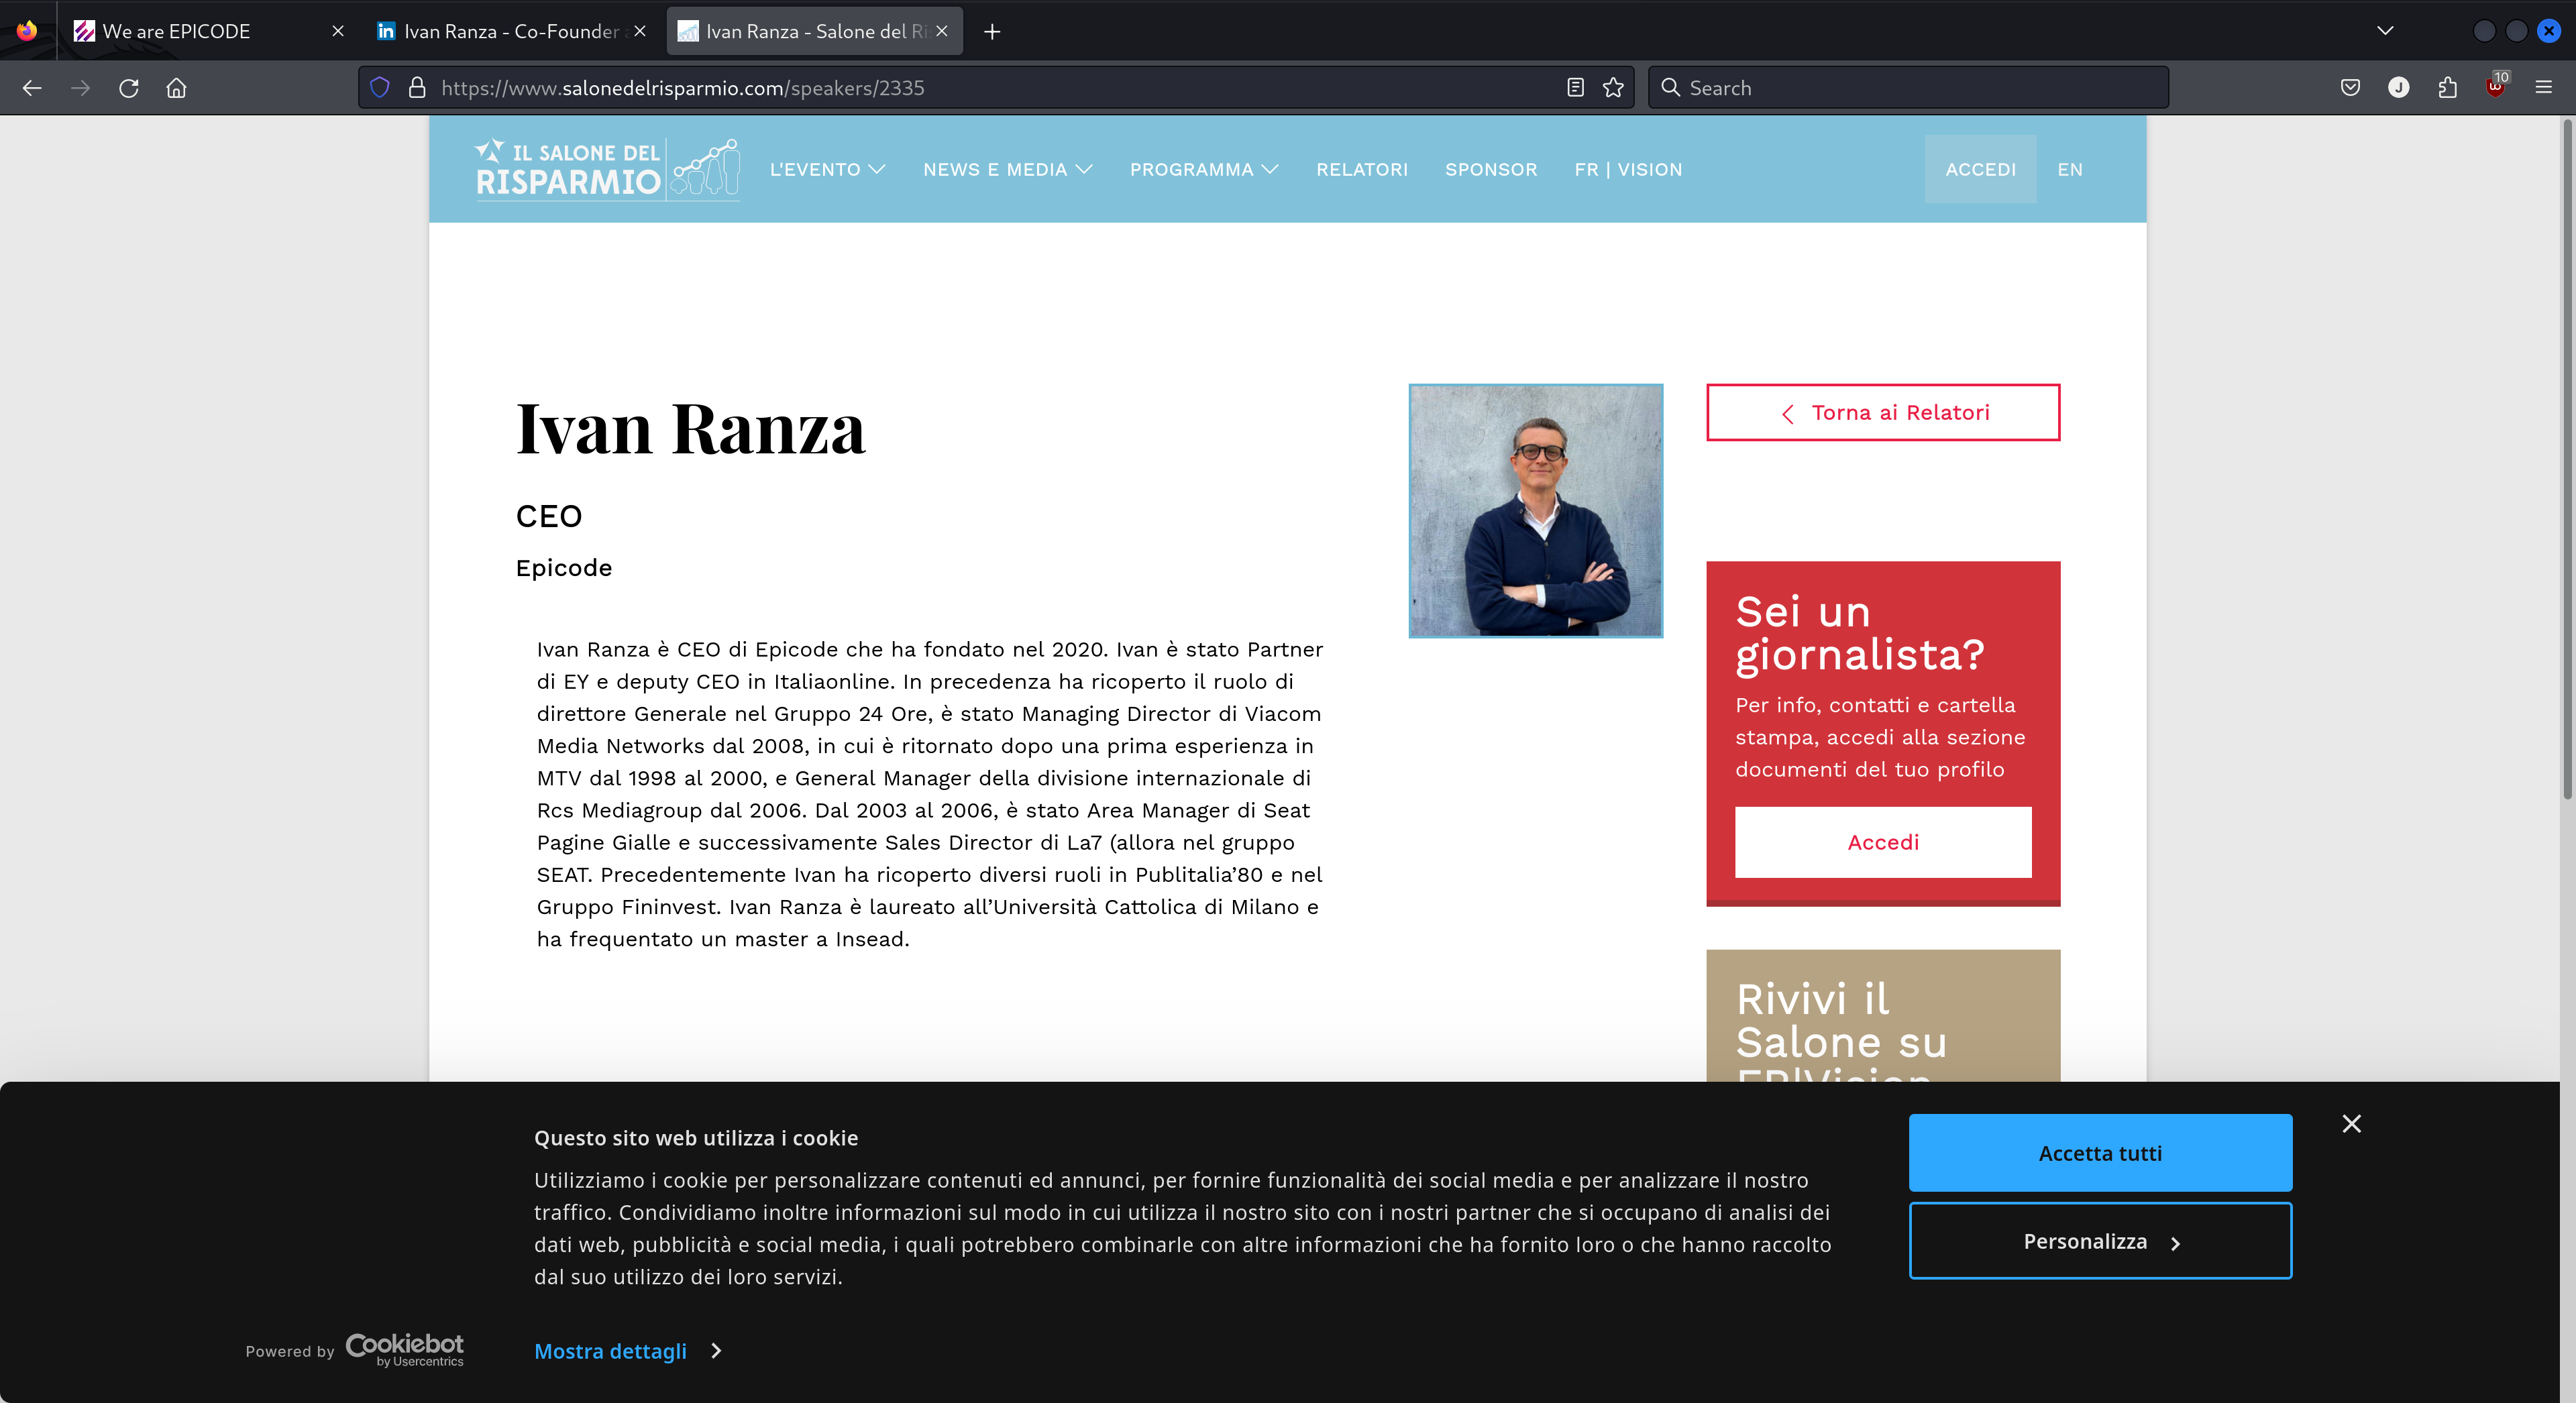 We are EPICODE
Ivan Ranza - Co-Founder
Ivan Ranza - Salone del Ri
https://www.salonedelrisparmio.com/speakers/2335
Search
J
10
IL SALONE DEL
RISPARMIO
L'EVENTO
NEWS E MEDIA
PROGRAMMA
RELATORI
SPONSOR
FR | VISION
ACCEDI
EN
Ivan Ranza
CEO
Epicode
Ivan Ranza è CEO di Epicode che ha fondato nel 2020. Ivan è stato Partner
di EY e deputy CEO in Italiaonline. In precedenza ha ricoperto il ruolo di
direttore Generale nel Gruppo 24 Ore, è stato Managing Director di Viacom
Media Networks dal 2008, in cui è ritornato dopo una prima esperienza in
MTV dal 1998 al 2000, e General Manager della divisione internazionale di
Rcs Mediagroup dal 2006. Dal 2003 al 2006, è stato Area Manager di Seat
Pagine Gialle e successivamente Sales Director di La7 (allora nel gruppo
SEAT. Precedentemente Ivan ha ricoperto diversi ruoli in Publitalia’80 e nel
Gruppo Fininvest. Ivan Ranza è laureato all’Università Cattolica di Milano e
ha frequentato un master a Insead.
Torna ai Relatori
Sei un
giornalista?
Per info, contatti e cartella
stampa, accedi alla sezione
documenti del tuo profilo
Accedi
Rivivi il
Salone su
FR|Vision
Questo sito web utilizza i cookie
Utilizziamo i cookie per personalizzare contenuti ed annunci, per fornire funzionalità dei social media e per analizzare il nostro
traffico. Condividiamo inoltre informazioni sul modo in cui utilizza il nostro sito con i nostri partner che si occupano di analisi dei
dati web, pubblicità e social media, i quali potrebbero combinarle con altre informazioni che ha fornito loro o che hanno raccolto
dal suo utilizzo dei loro servizi.
Accetta tutti
Personalizza
Powered by Cookiebot
by Usercentrics
Mostra dettagli